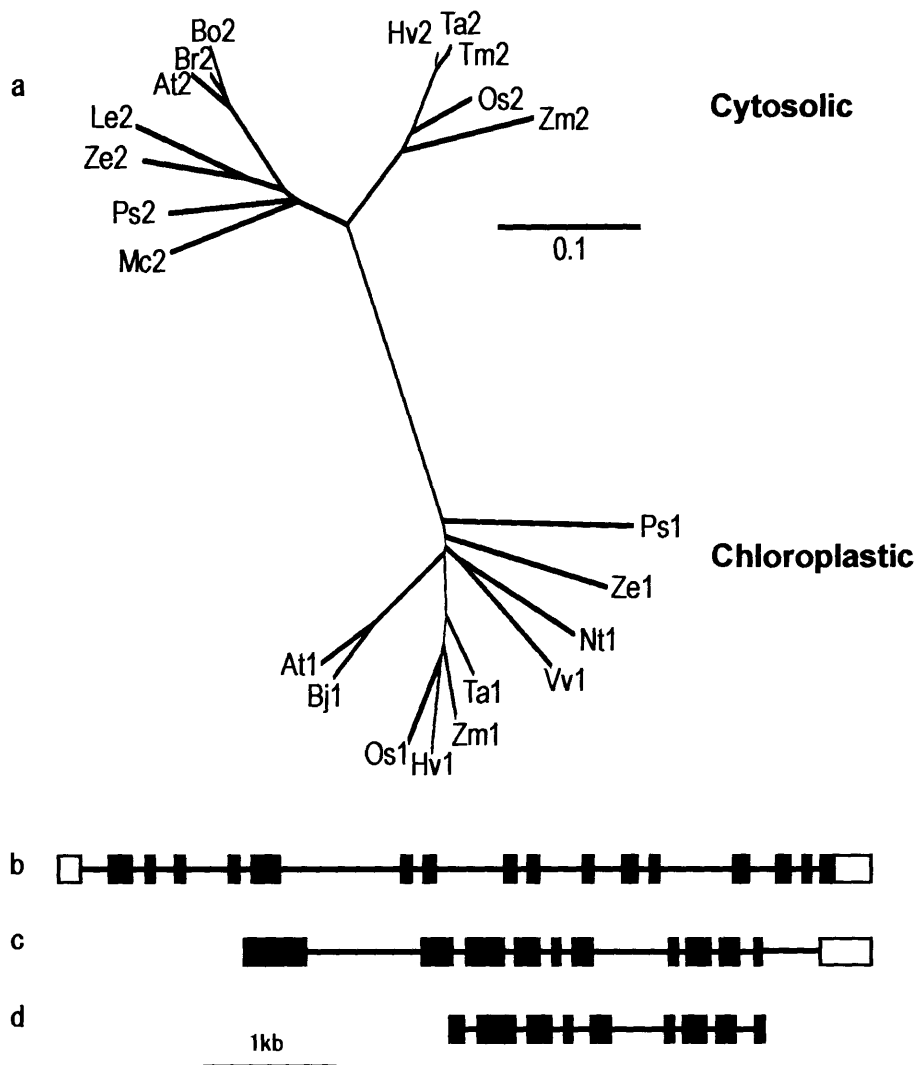 a
Bo2
Br2
At2
Le2
Ze2
Ps2
Mc2
Hv2
Ta2
Tm2
Os2
Zm2
Cytosolic
0.1
Ps1
Chloroplastic
Ze1
Nt1
Vv1
At1
Bj1
Ta1
Zm1
Os1
Hv1
b
c
d
1kb